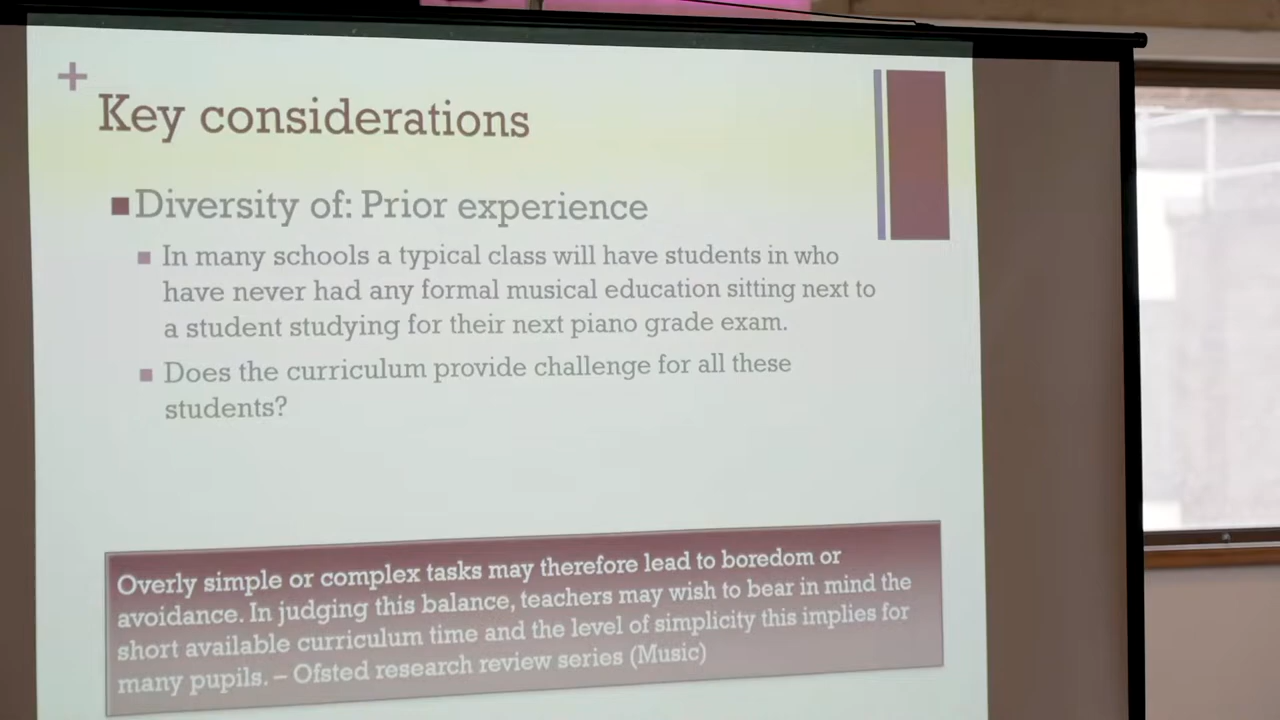 +
Key considerations
Diversity of: Prior experience
In many schools a typical class will have students in who
have never had any formal musical education sitting next to
a student studying for their next piano grade exam.
Does the curriculum provide challenge for all these
students?
Overly simple or complex tasks may therefore lead to boredom or
avoidance. In judging this balance, teachers may wish to bear in mind the
short available curriculum time and the level of simplicity this implies for
many pupils. – Ofsted research review series (Music)